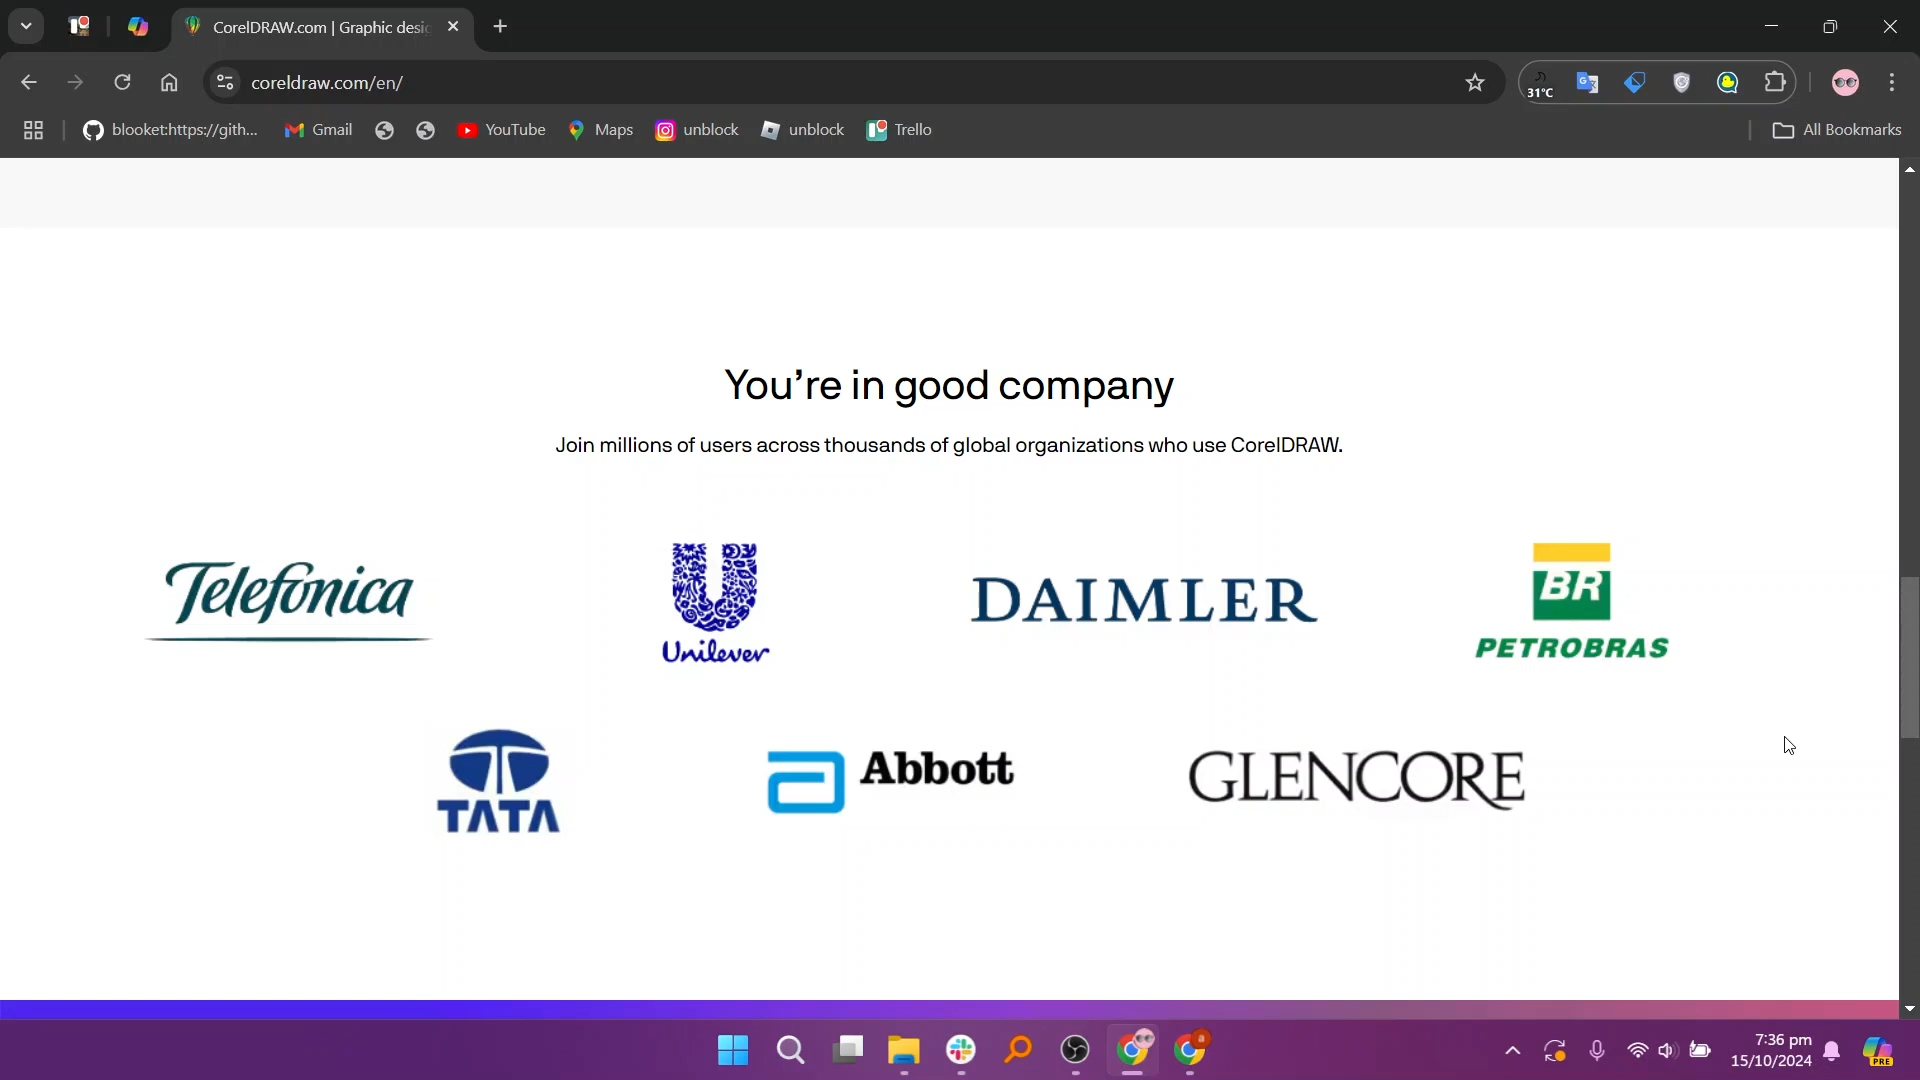 CorelDRAW.com | Graphic desi
coreldraw.com/en/
31°C
blooket:https://gith...
Gmail
YouTube
Maps
unblock
unblock
Trello
All Bookmarks
You're in good company
Join millions of users across thousands of global organizations who use CorelDRAW.
Telefónica
Unilever
DAIMLER
BR
PETROBRAS
TATA
Abbott
GLENCORE
7:36 pm
15/10/2024
PRE